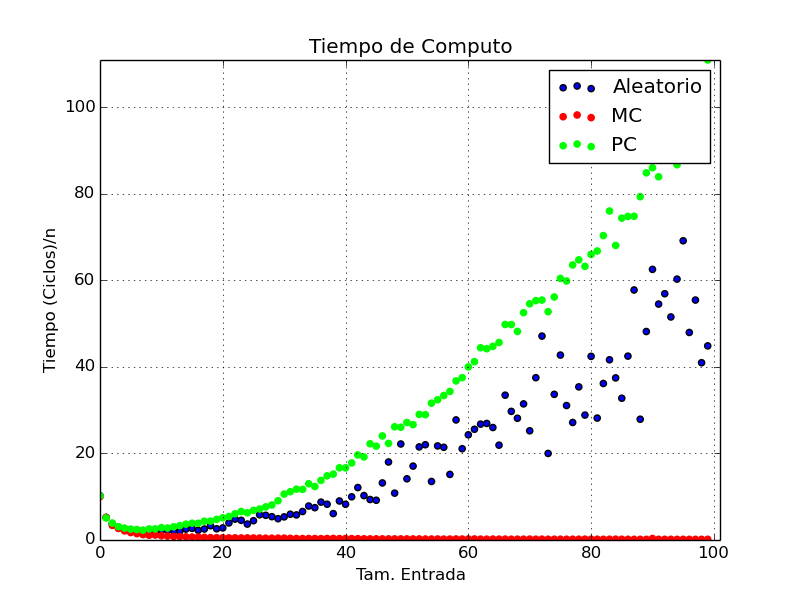 Tiempo de Computo
Aleatorio
MC
PC
Tiempo (Ciclos)/n
100
80
60
40
20
0
0 20 40 60 80 100
Tam. Entrada